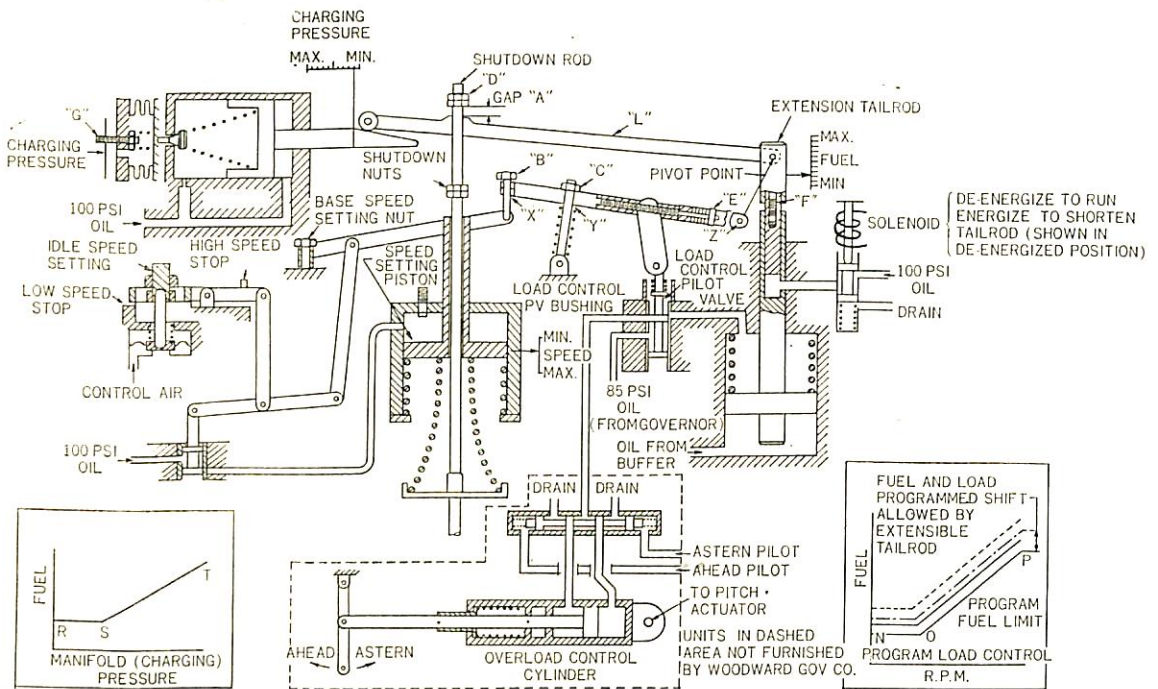 CHARGING
PRESSURE
MAX. MIN.
SHUTDOWN ROD
"D"
GAP "A"
EXTENSION TAILROD
"L"
"G"
CHARGING
PRESSURE
MAX.
FUEL
MIN
PIVOT POINT
SHUTDOWN
NUTS
"B"
"C"
"E"
"F"
"X"
"Y"
"Z"
BASE SPEED
SETTING NUT
100 PSI
OIL
IDLE SPEED
SETTING
HIGH SPEED
STOP
SPEED
SETTING
PISTON
LOAD
CONTROL
PILOT
VALVE
SOLENOID
DE-ENERGIZE TO RUN
ENERGIZE TO SHORTEN
TAILROD (SHOWN IN
DE-ENERGIZED POSITION)
100 PSI
OIL
DRAIN
LOW SPEED
STOP
LOAD CONTROL
PV BUSHING
MIN.
SPEED
MAX.
CONTROL AIR
85 PSI
OIL
(FROMGOVERNOR)
OIL FROM
BUFFER
100 PSI
OIL
DRAIN DRAIN
ASTERN PILOT
AHEAD PILOT
TO PITCH
ACTUATOR
AHEAD ASTERN
OVERLOAD CONTROL
CYLINDER
UNITS IN DASHED
AREA NOT FURNISHED
BY WOODWARD GOV CO.
FUEL
R S T
MANIFOLD (CHARGING)
PRESSURE
FUEL AND LOAD
PROGRAMMED SHIFT
ALLOWED BY
EXTENSIBLE
TAILROD
FUEL
P
PROGRAM
FUEL LIMIT
N O
PROGRAM LOAD CONTROL
R.P.M.